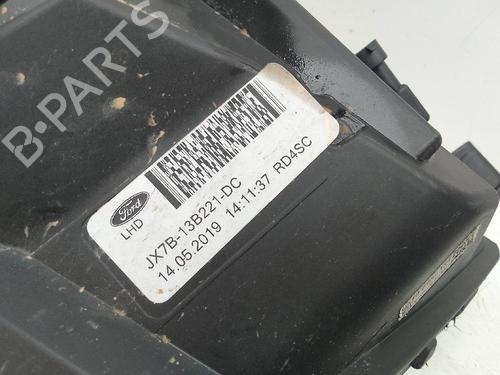 B-PARTS
Ford
LHD
JX7B-13B221-DC
14.05.2019 14:11:37 RD4SC